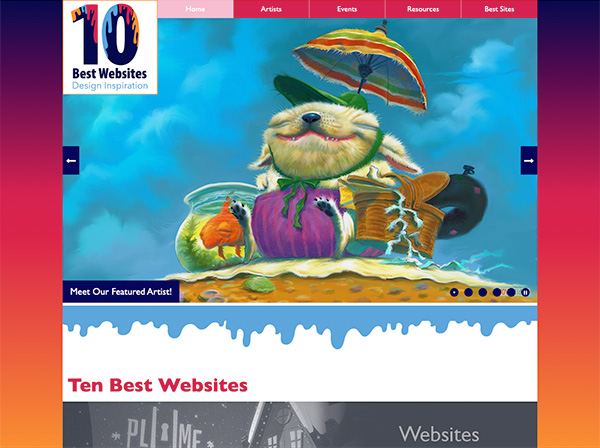 10
Best Websites
Design Inspiration
Home
Artists
Events
Resources
Best Sites
Meet Our Featured Artist!
Ten Best Websites
Websites